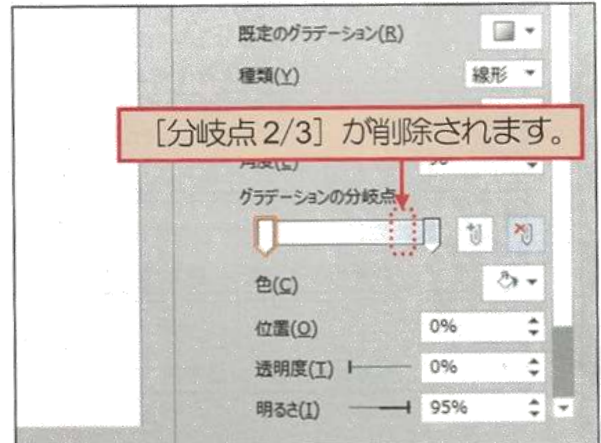 既定のグラデーション(R)
種類(Y) 線形
［分岐点 2/3］が削除されます。
グラデーションの分岐点
色(C)
位置(O) 0%
透明度(T) 0%
明るさ(I) 95%